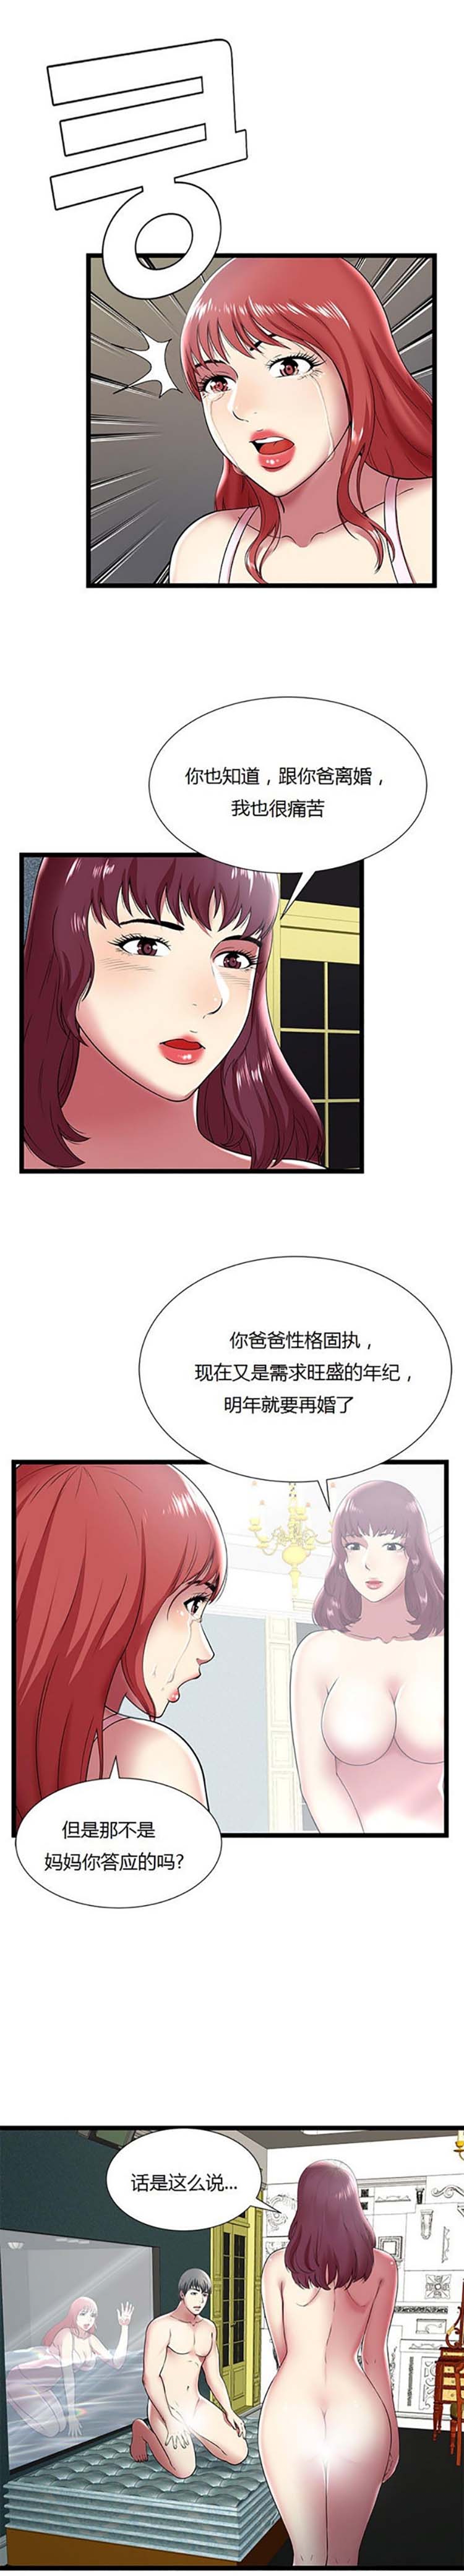 쿵
你也知道，跟你爸离婚，
我也很痛苦
你爸爸性格固执，
现在又是需求旺盛的年纪，
明年就要再婚了
但是那不是
妈妈你答应的吗?
话是这么说...